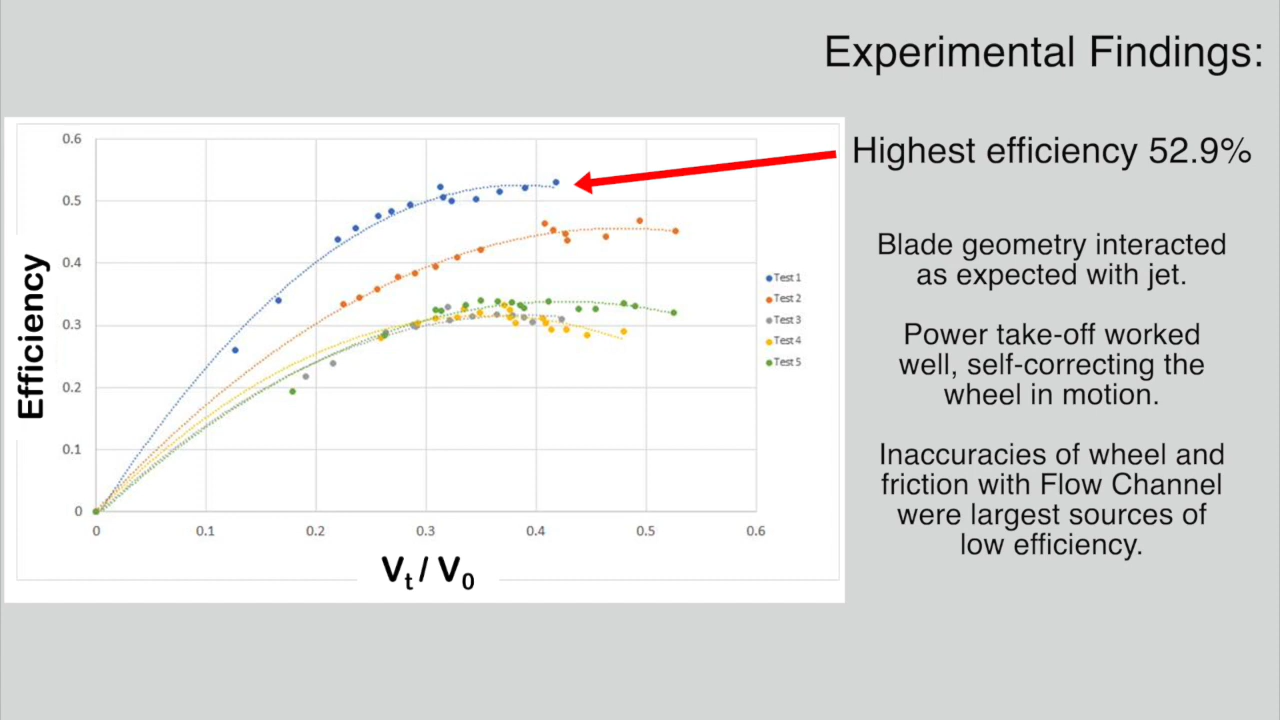 Experimental Findings:
Highest efficiency 52.9%
Blade geometry interacted
as expected with jet.
Power take-off worked
well, self-correcting the
wheel in motion.
Inaccuracies of wheel and
friction with Flow Channel
were largest sources of
low efficiency.
Efficiency
0.6
0.5
0.4
0.3
0.2
0.1
0
0 0.1 0.2 0.3 0.4 0.5 0.6
Vt / V0
Test 1
Test 2
Test 3
Test 4
Test 5